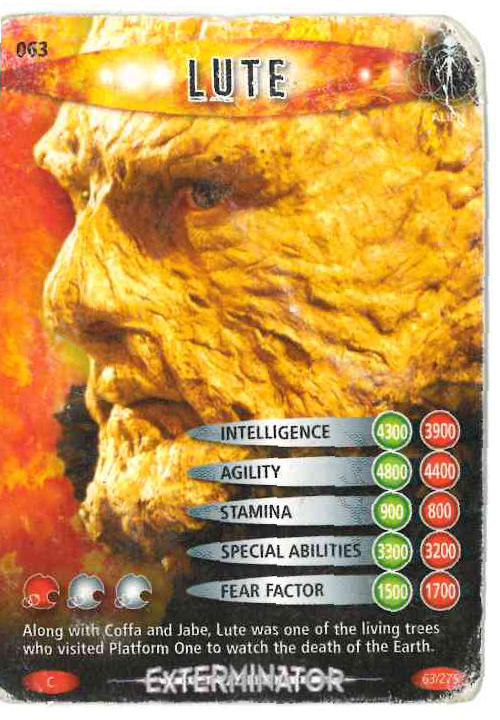 063
LUTE
ALIEN
INTELLIGENCE 4300 3900
AGILITY 4800 4400
STAMINA 900 800
SPECIAL ABILITIES 3300 3200
FEAR FACTOR 1500 1700
Along with Coffa and Jabe, Lute was one of the living trees
who visited Platform One to watch the death of the Earth.
C
EXTERMINATOR
63/275